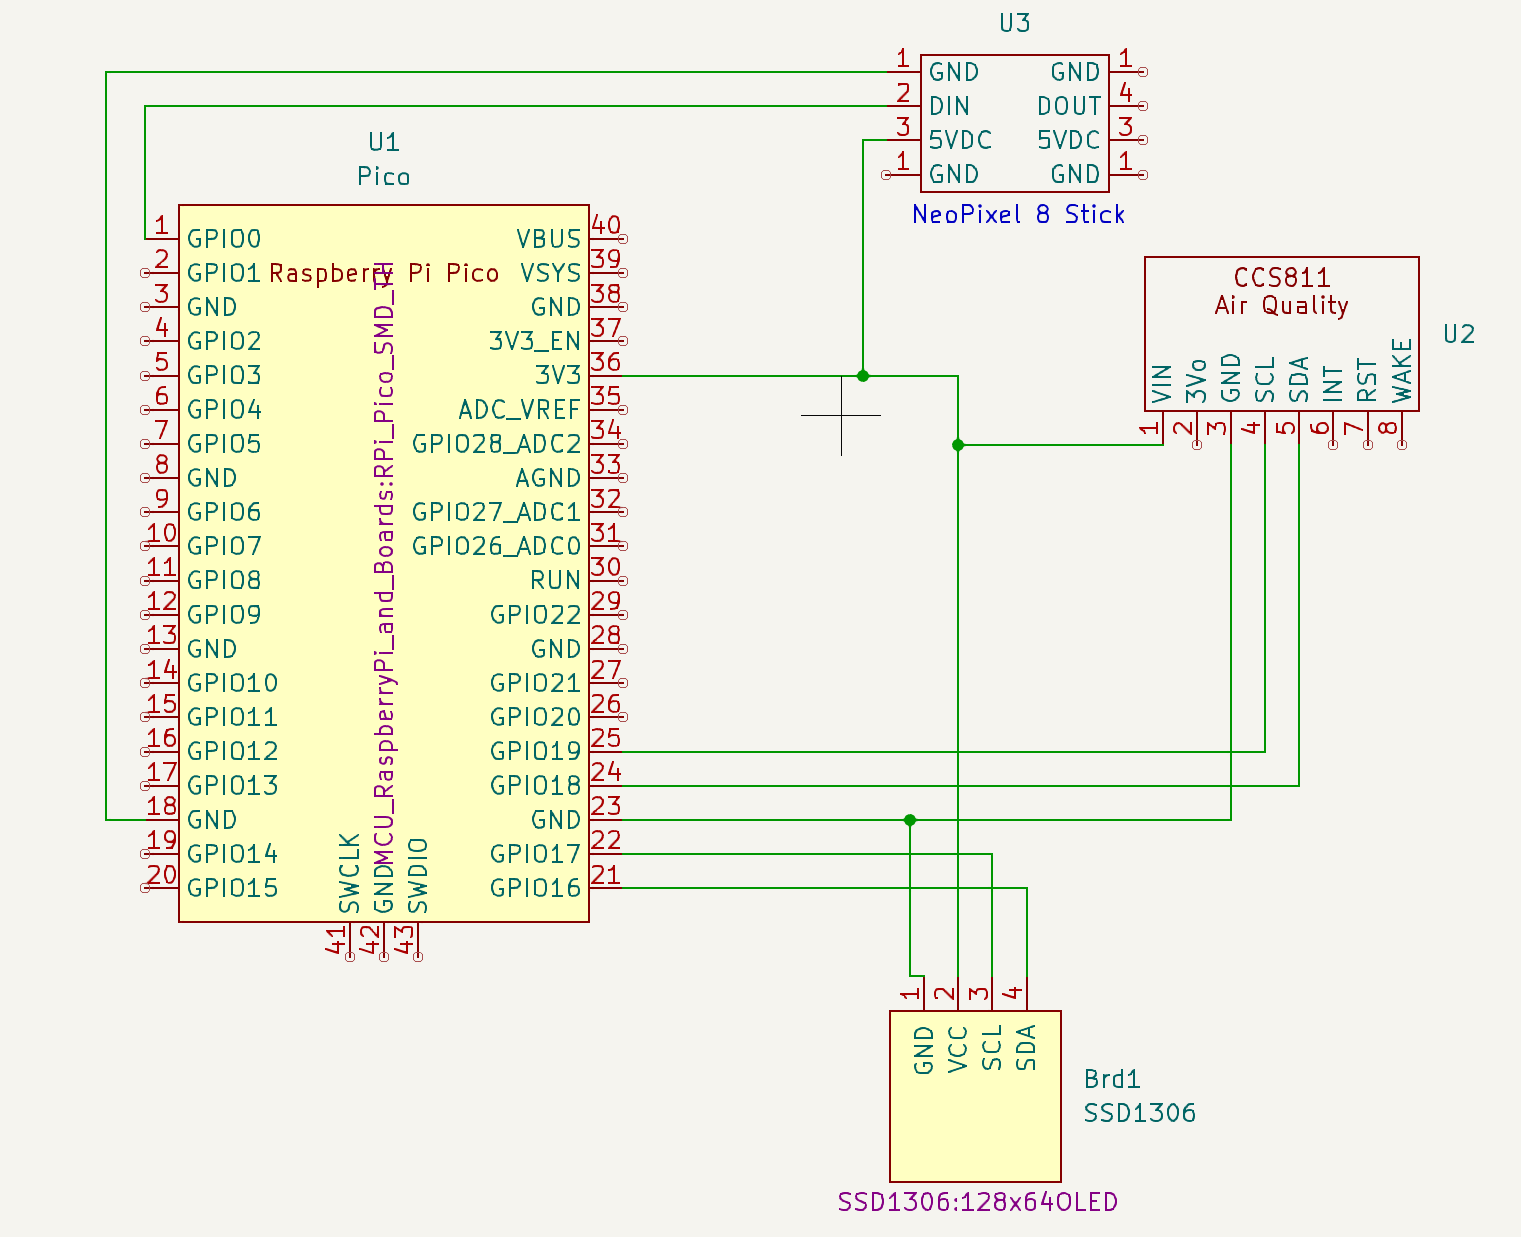 U3
1 GND GND 1
2 DIN DOUT 4
3 5VDC 5VDC 3
1 GND GND 1
NeoPixel 8 Stick
U1
Pico
Raspberry Pi Pico
MCU_RaspberryPi_and_Boards:RPi_Pico_SMD_TH
1 GPIO0 VBUS 40
2 GPIO1 VSYS 39
3 GND GND 38
4 GPIO2 3V3_EN 37
5 GPIO3 3V3 36
6 GPIO4 ADC_VREF 35
7 GPIO5 GPIO28_ADC2 34
8 GND AGND 33
9 GPIO6 GPIO27_ADC1 32
10 GPIO7 GPIO26_ADC0 31
11 GPIO8 RUN 30
12 GPIO9 GPIO22 29
13 GND GND 28
14 GPIO10 GPIO21 27
15 GPIO11 GPIO20 26
16 GPIO12 GPIO19 25
17 GPIO13 GPIO18 24
18 GND GND 23
19 GPIO14 GPIO17 22
20 GPIO15 GPIO16 21
SWCLK 41
GND 42
SWDIO 43
CCS811
Air Quality
U2
VIN 1
3Vo 2
GND 3
SCL 4
SDA 5
INT 6
RST 7
WAKE 8
1 GND
2 VCC
3 SCL
4 SDA
Brd1
SSD1306
SSD1306:128x64OLED